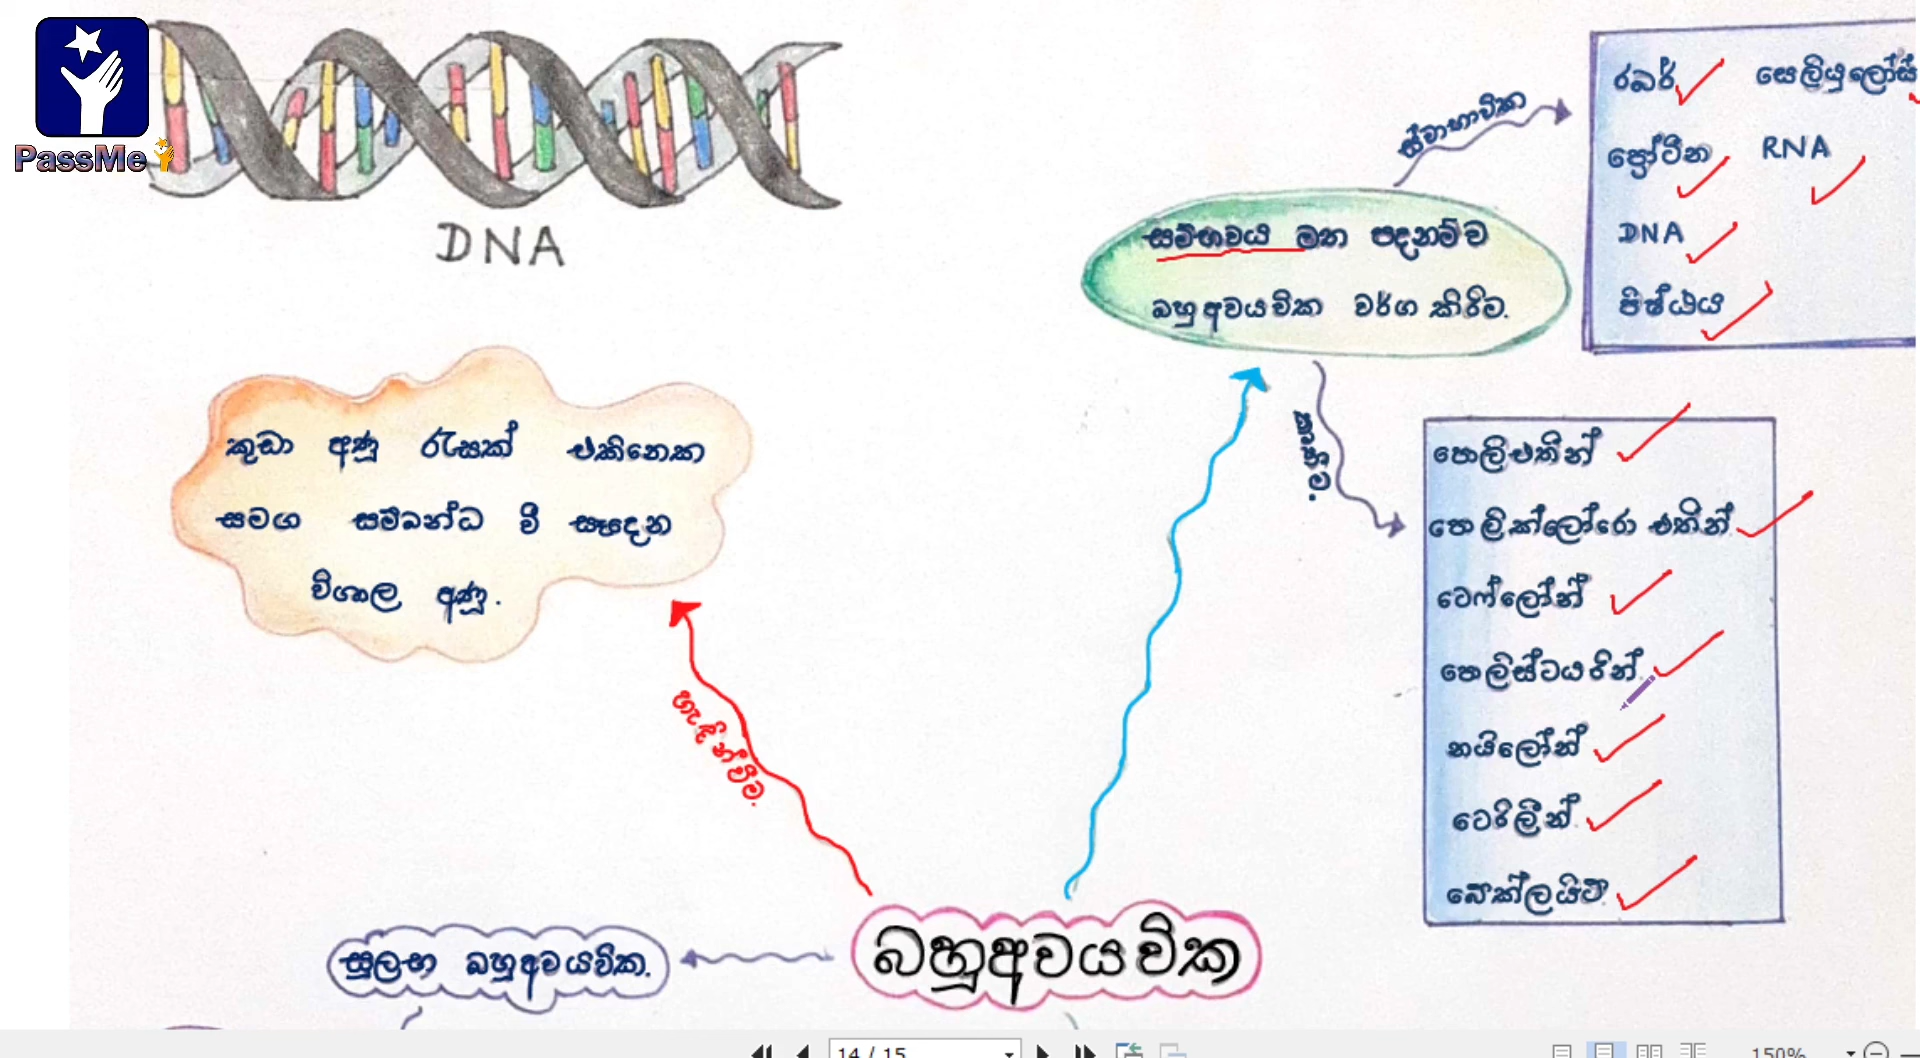 PassMe
DNA
ස්වාභාවික
රබර් සෙලියුලෝස්
ප්‍රෝටීන RNA
DNA
පිෂ්ඨය
සම්භවය මත පදනම්ව
බහුඅවයවික වර්ග කිරීම.
කෘත්‍රිම.
පොලිඑතීන්
පොලික්ලෝරො එතීන්
ටෙෆ්ලෝන්
පොලිස්ටයරීන්
නයිලෝන්
ටෙරිලීන්
බේක්ලයිට්
කුඩා අණු රැසක් එකිනෙක
සමග සම්බන්ධ වී සෑදෙන
විශාල අණු.
හැඳින්වීම.
සුලභ බහුඅවයවික.
බහුඅවයවික
14 / 15
150%